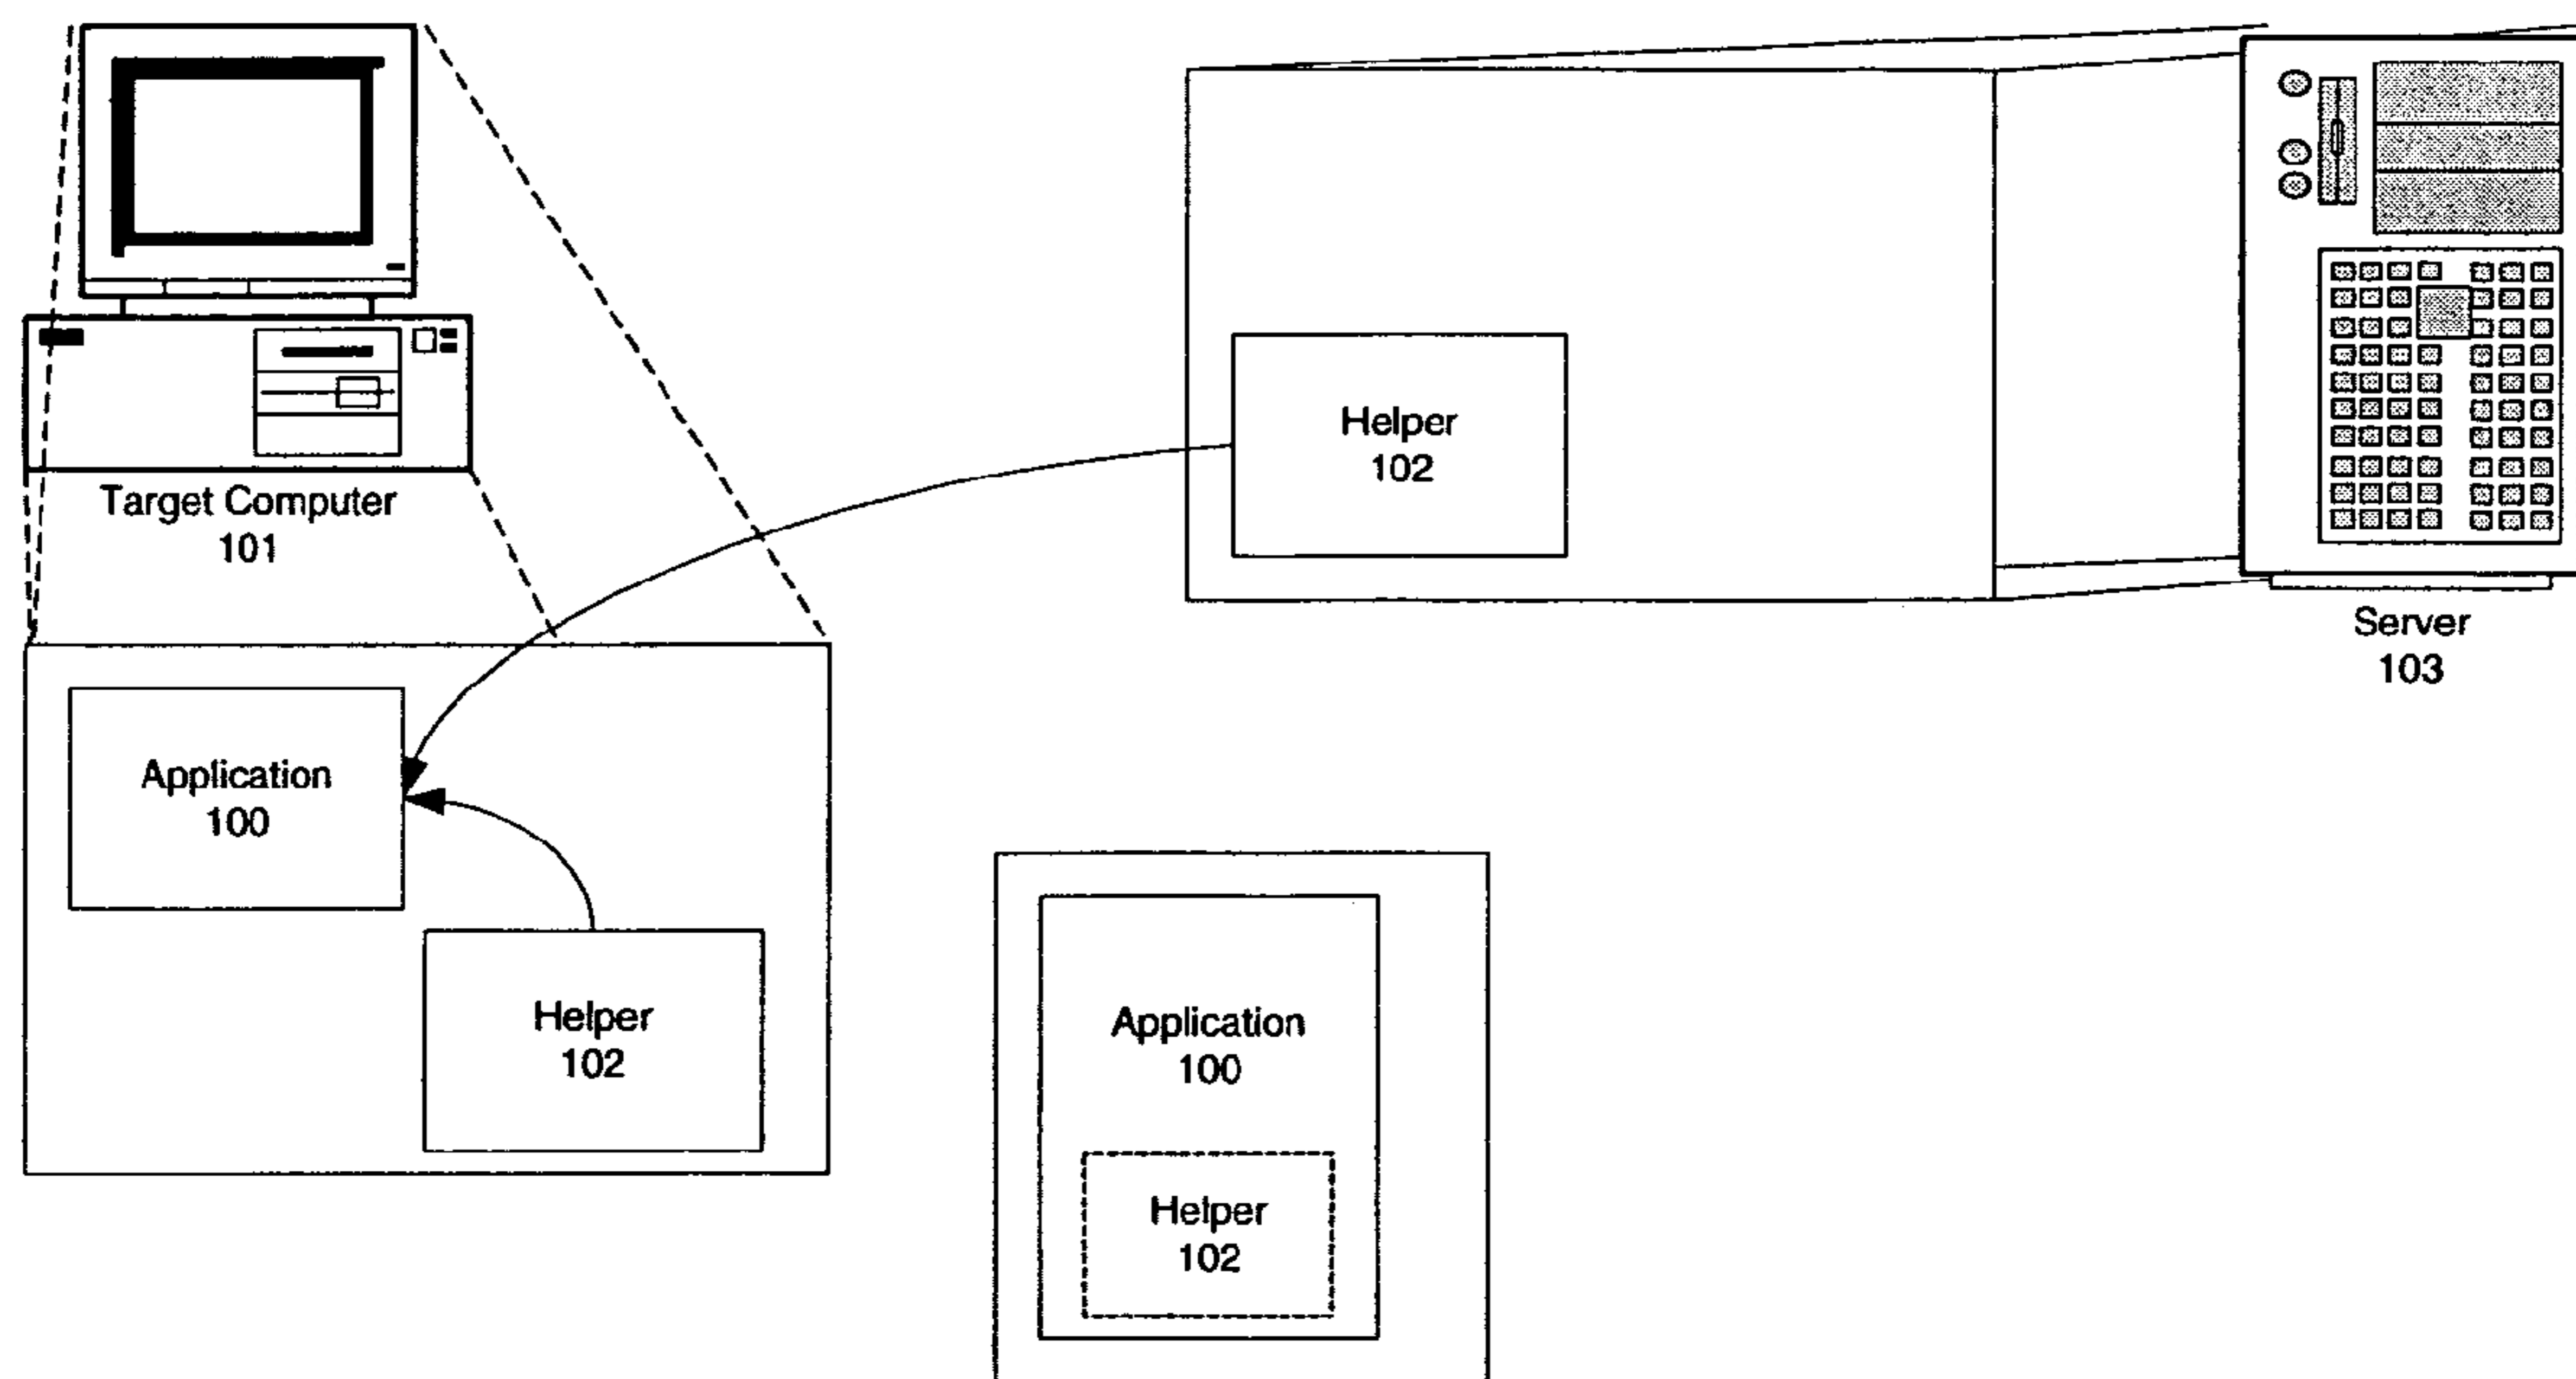 Target Computer
101
Helper
102
Server
103
Application
100
Helper
102
Application
100
Helper
102